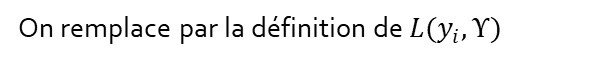 On remplace par la définition de L(yᵢ, ϒ)